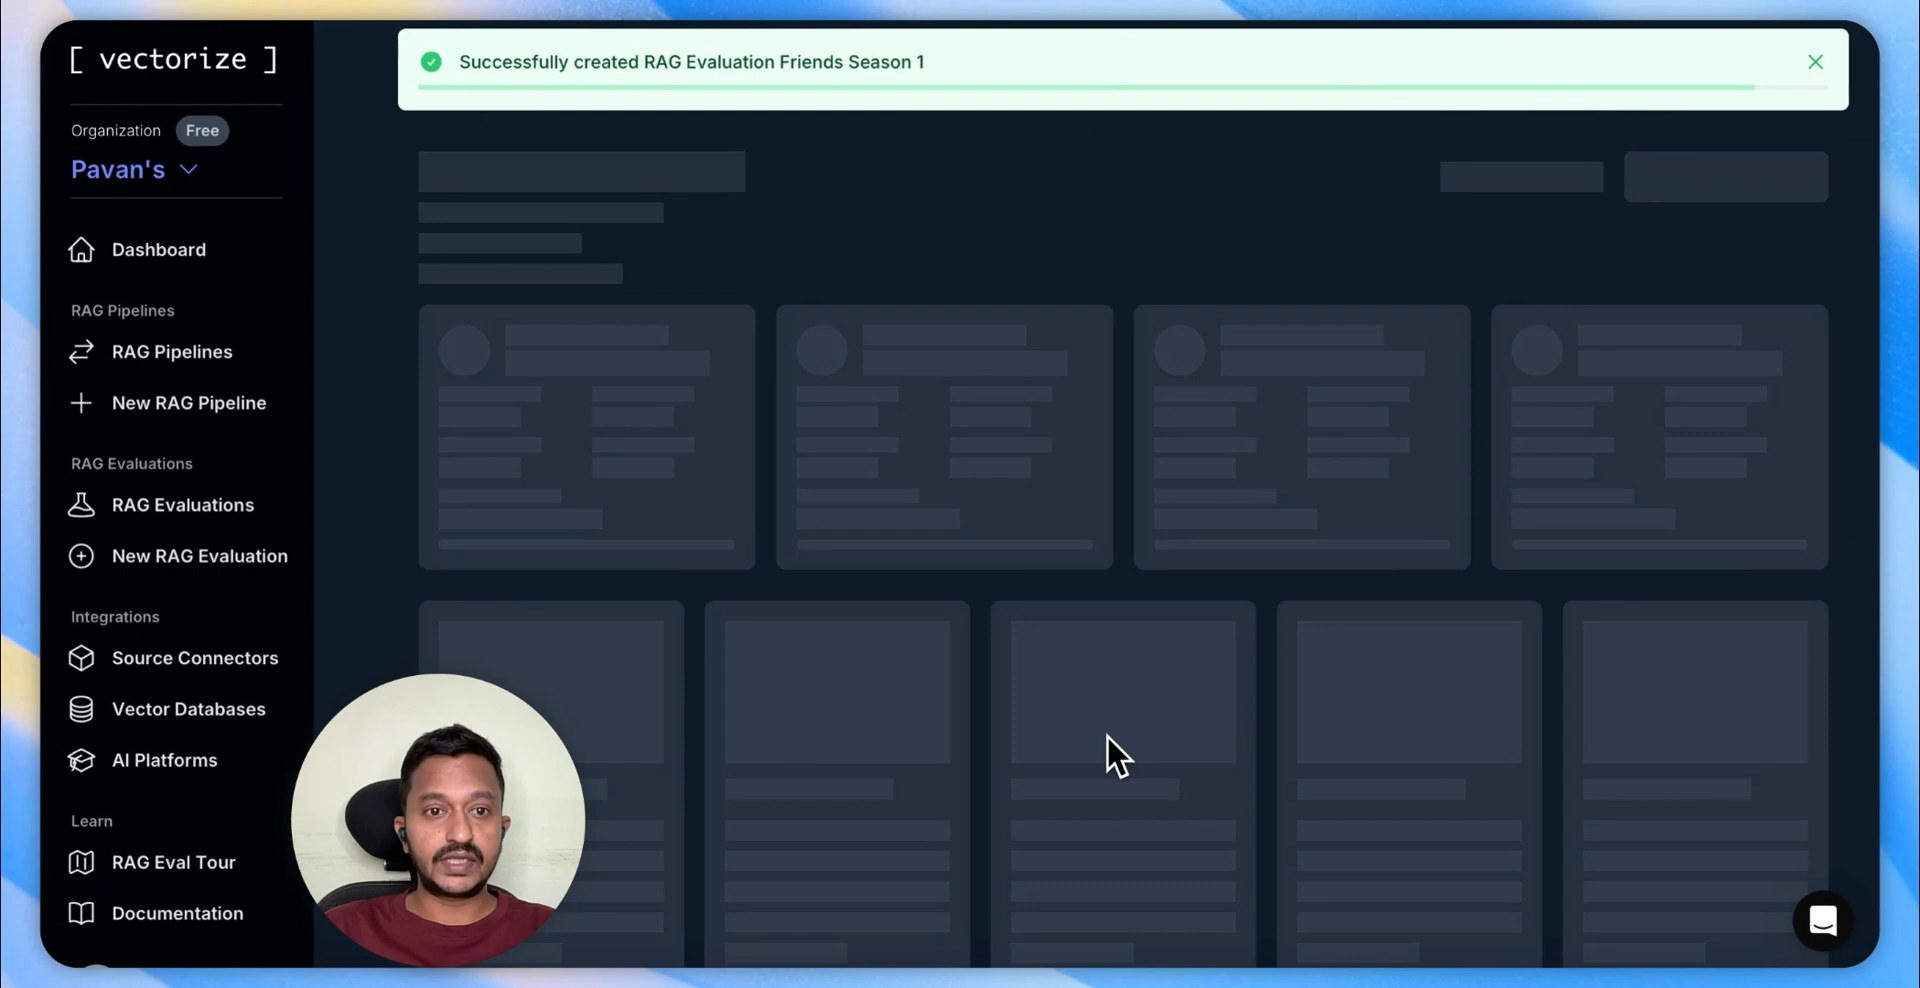 [ vectorize ]
Successfully created RAG Evaluation Friends Season 1
Organization Free
Pavan's
Dashboard
RAG Pipelines
RAG Pipelines
New RAG Pipeline
RAG Evaluations
RAG Evaluations
New RAG Evaluation
Integrations
Source Connectors
Vector Databases
AI Platforms
Learn
RAG Eval Tour
Documentation